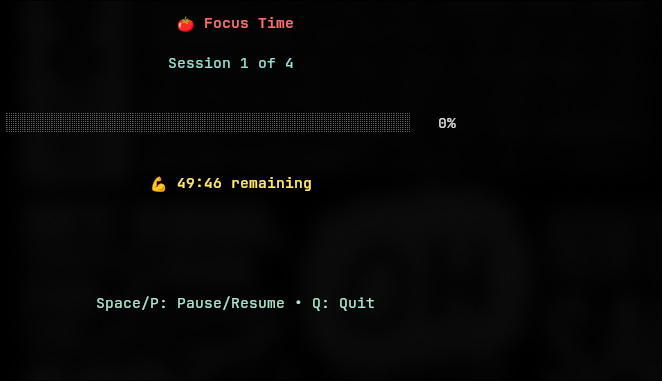 🍅 Focus Time
Session 1 of 4
0%
💪 49:46 remaining
Space/P: Pause/Resume • Q: Quit